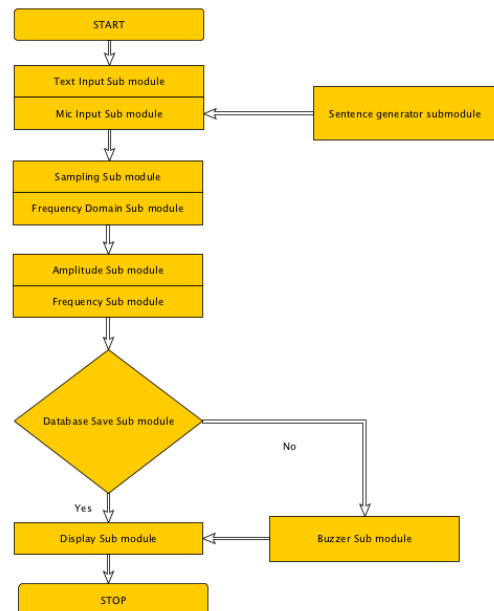 START
Text Input Sub module
Mic Input Sub module
Sentence generator submodule
Sampling Sub module
Frequency Domain Sub module
Amplitude Sub module
Frequency Sub module
Database Save Sub module
No
Yes
Display Sub module
Buzzer Sub module
STOP